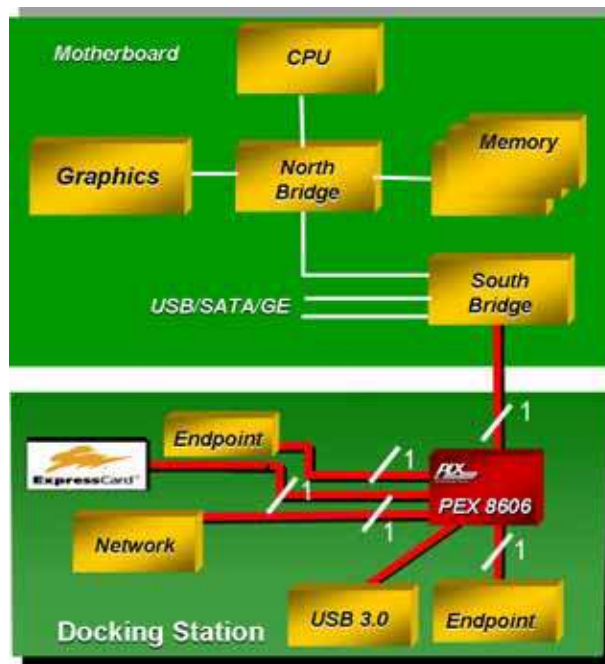 Motherboard
CPU
Graphics
North
Bridge
Memory
USB/SATA/GE
South
Bridge
1
Endpoint
1
PLX
ExpressCard
1
PEX 8606
Network
1
1
USB 3.0
Endpoint
Docking Station